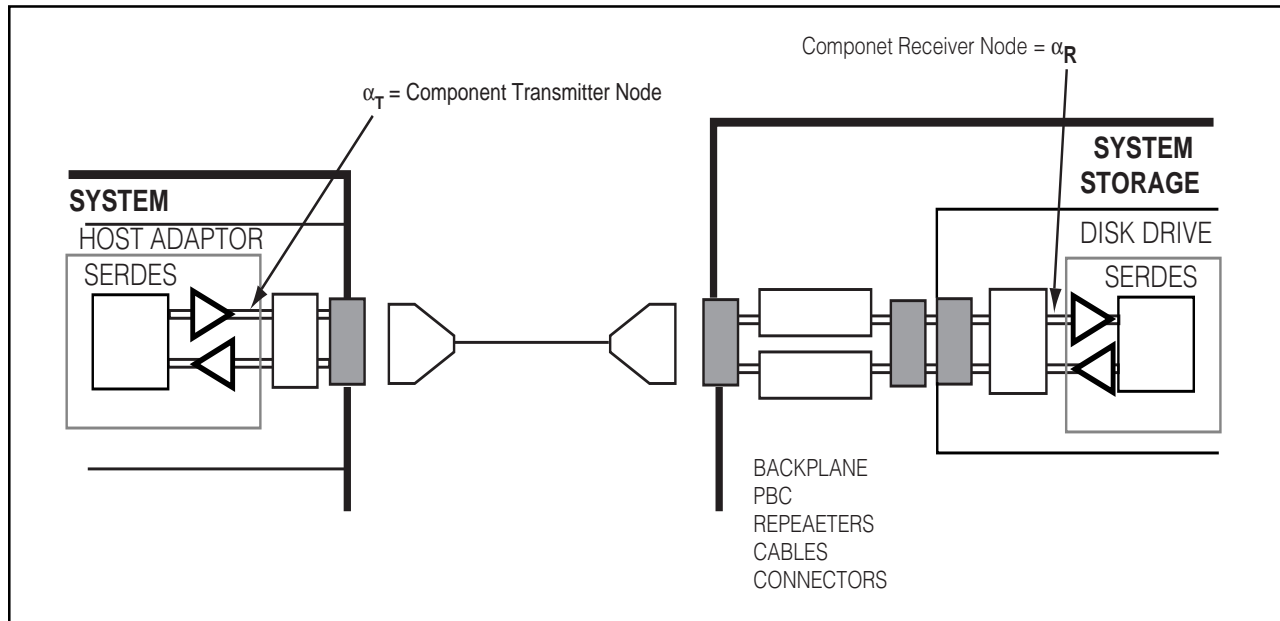 Componet Receiver Node = αR
αT = Component Transmitter Node
SYSTEM
STORAGE
SYSTEM
HOST ADAPTOR
SERDES
DISK DRIVE
SERDES
BACKPLANE
PBC
REPEAETERS
CABLES
CONNECTORS